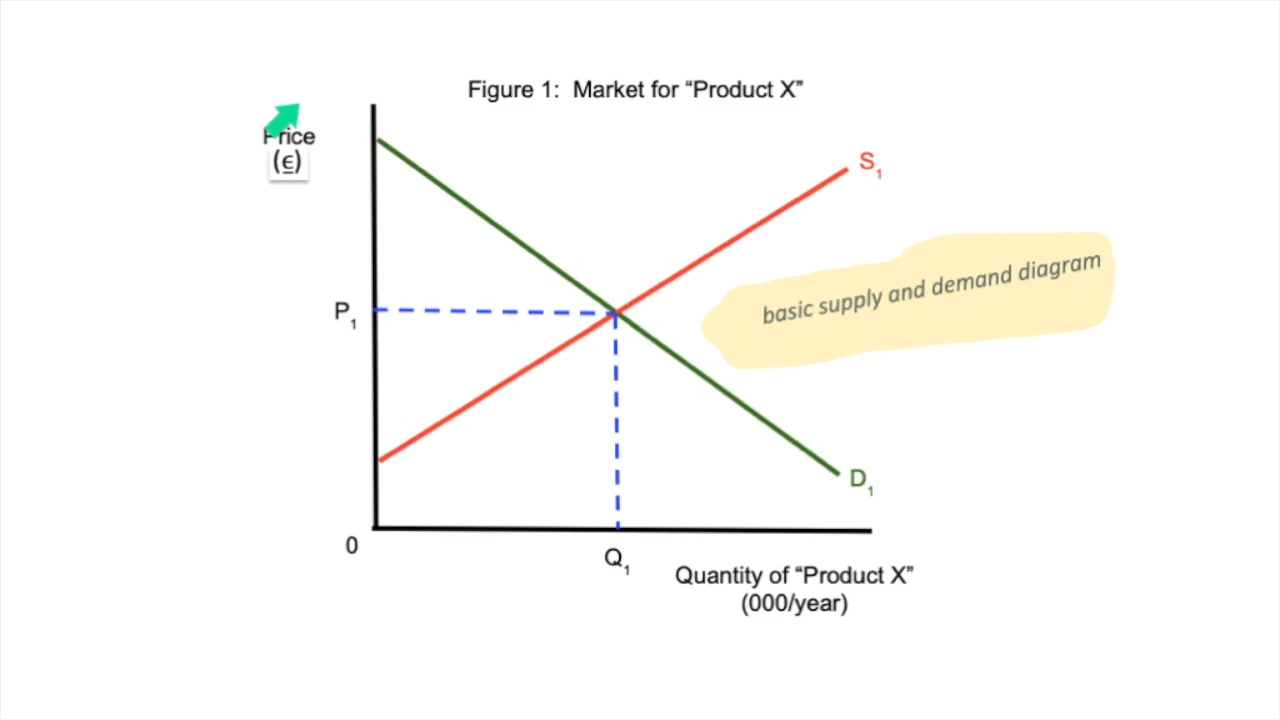 Figure 1:  Market for “Product X”
Price
(€)
S₁
basic supply and demand diagram
P₁
D₁
0
Q₁
Quantity of “Product X”
(000/year)